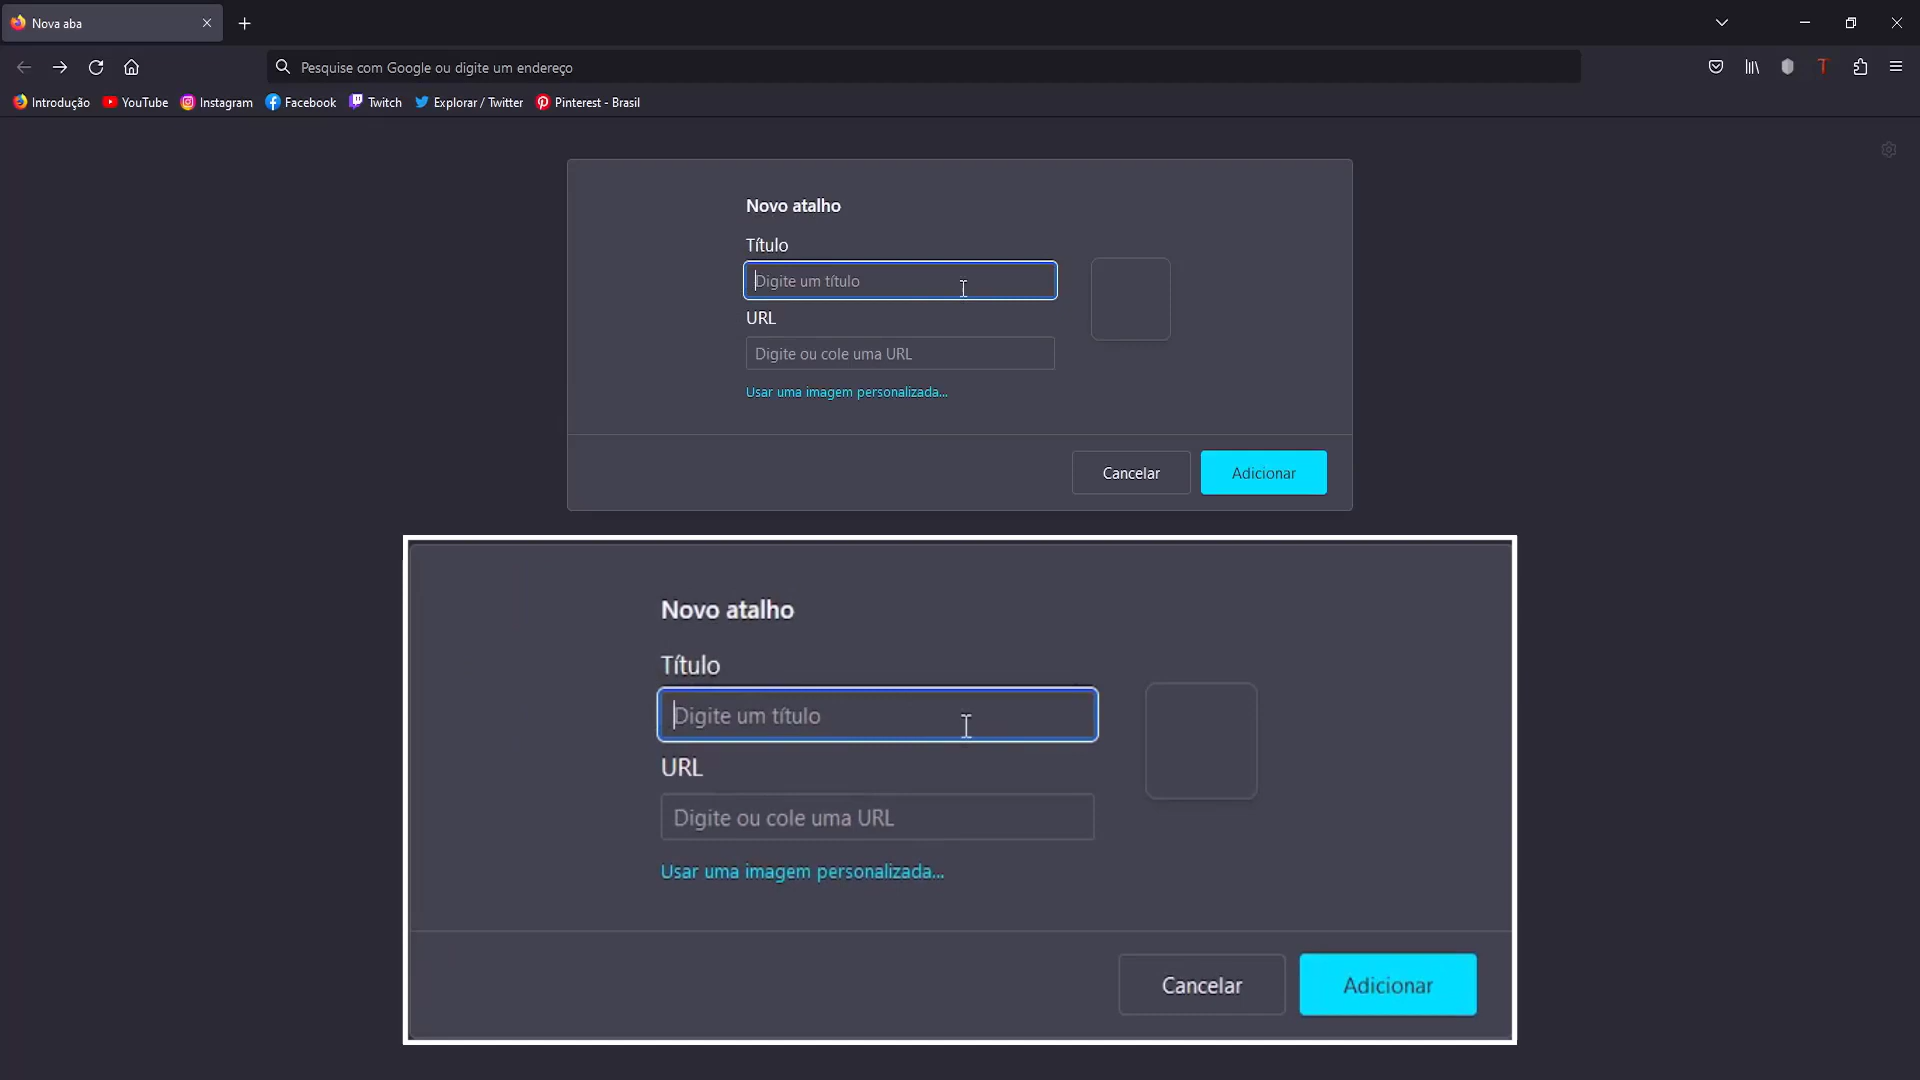 Nova aba
Pesquise com Google ou digite um endereço
Introdução YouTube Instagram Facebook Twitch Explorar / Twitter Pinterest - Brasil
Novo atalho
Título
Digite um título
URL
Digite ou cole uma URL
Usar uma imagem personalizada...
Cancelar Adicionar
Novo atalho
Título
Digite um título
URL
Digite ou cole uma URL
Usar uma imagem personalizada...
Cancelar Adicionar